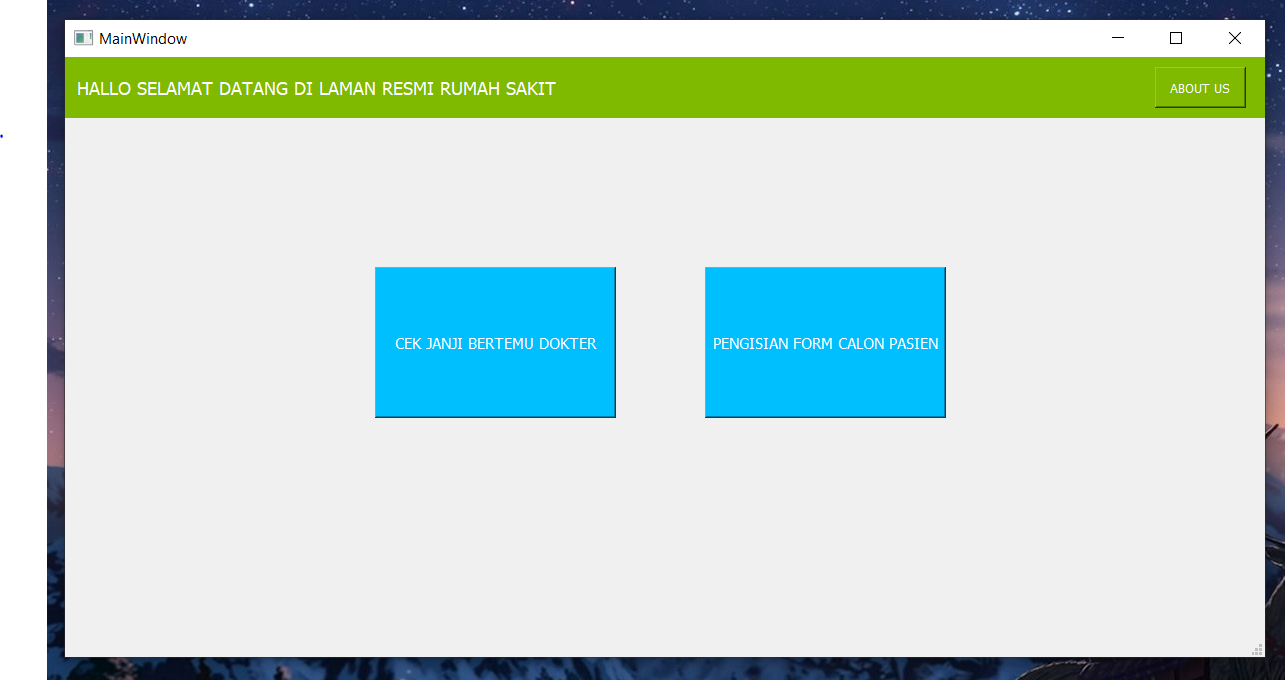 MainWindow
HALLO SELAMAT DATANG DI LAMAN RESMI RUMAH SAKIT
ABOUT US
CEK JANJI BERTEMU DOKTER
PENGISIAN FORM CALON PASIEN